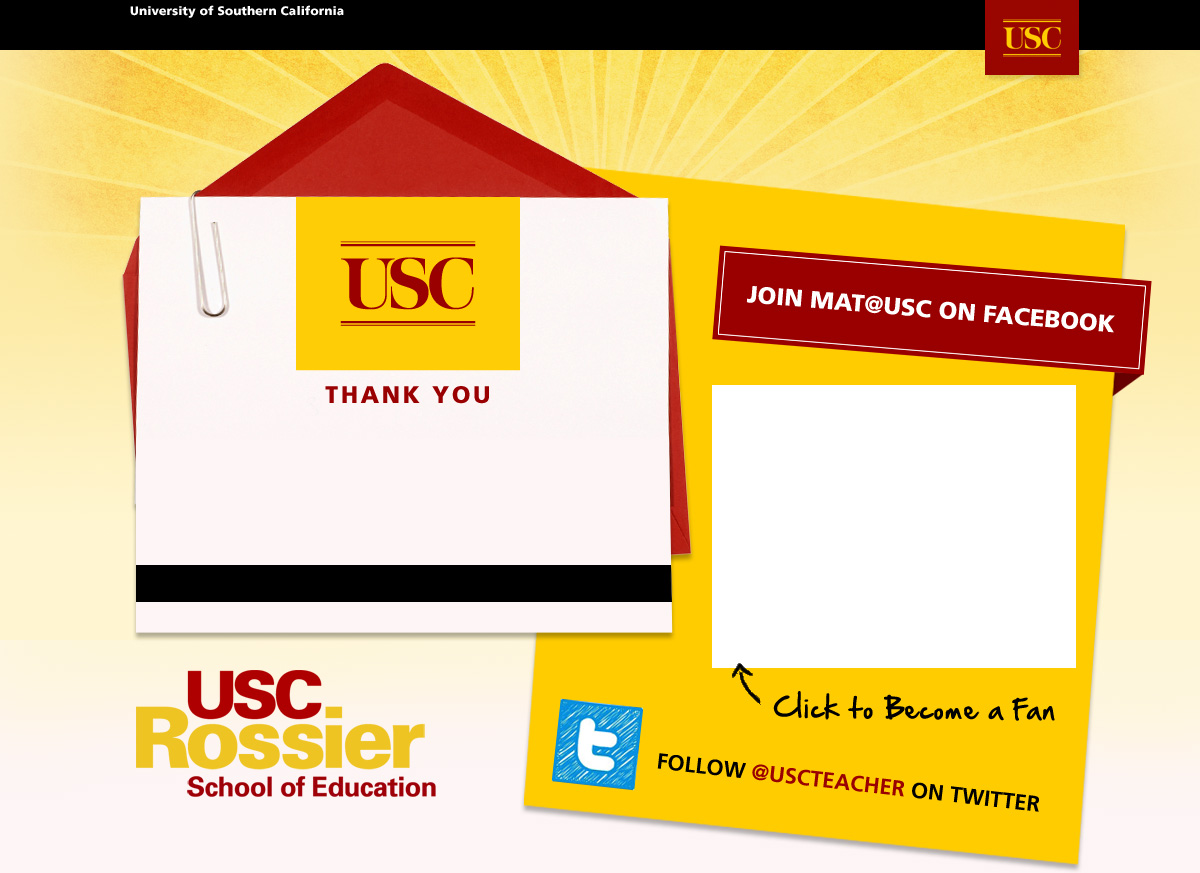 University of Southern California
USC
USC
THANK YOU
JOIN MAT@USC ON FACEBOOK
Click to Become a Fan
t
FOLLOW @USCTEACHER ON TWITTER
USC
Rossier
School of Education